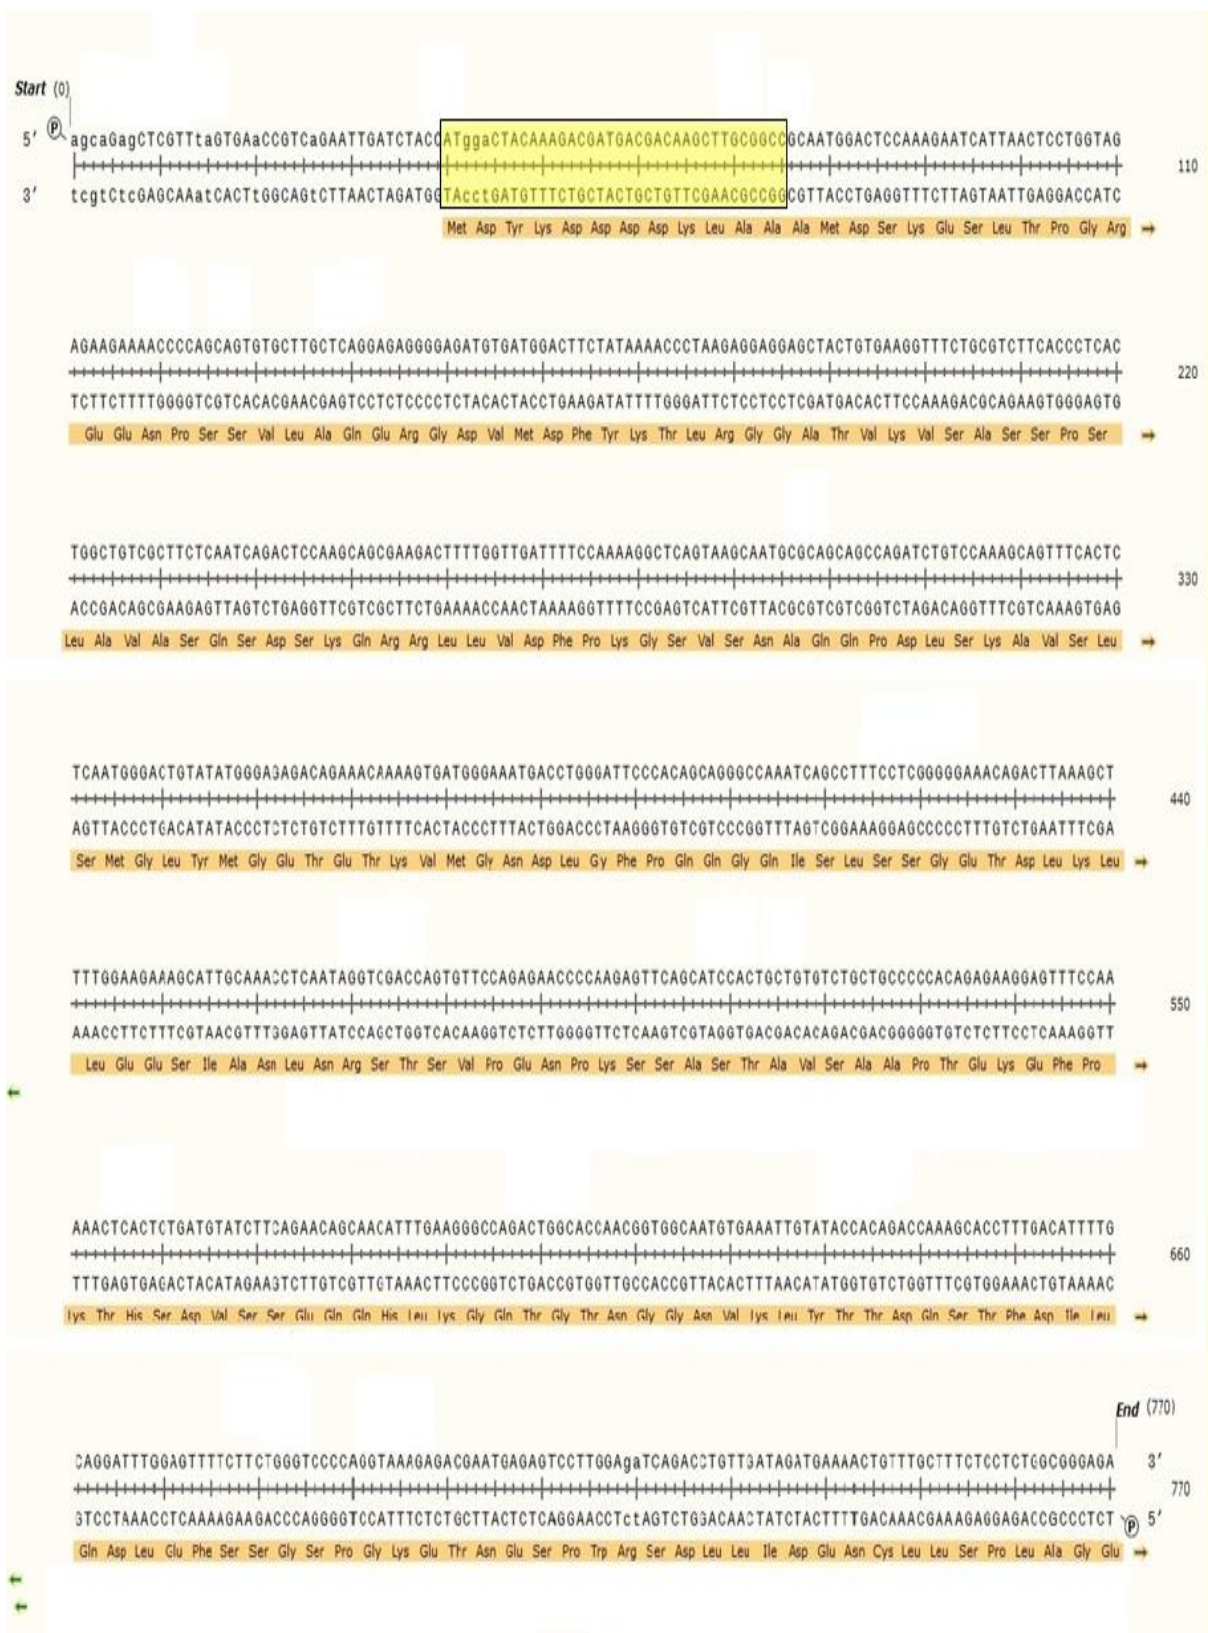 Start (0)
5' P agcaGagCTCGTTtaGTGAaCCGTCaGAATTGATCTACCATGgaCTACAAAGACGATGACGACAAGCTTGCGGCCGCAATGGACTCCAAAGAATCATTAACTCCTGGTAG
110
3' tcgtCtcGAGCAAatCACTtGGCAGtCTTAACTAGATGGTAcctGATGTTTCTGCTACTGCTGTTCGAACGCCGGCGTTACCTGAGGTTTCTTAGTAATTGAGGACCATC
Met Asp Tyr Lys Asp Asp Asp Asp Lys Leu Ala Ala Ala Met Asp Ser Lys Glu Ser Leu Thr Pro Gly Arg →
AGAAGAAAACCCCAGCAGTGTGCTTGCTCAGGAGAGGGGAGATGTGATGGACTTCTATAAAACCCTAAGAGGAGGAGCTACTGTGAAGGTTTCTGCGTCTTCACCCTCAC
220
TCTTCTTTTGGGGTCGTCACACGAACGAGTCCTCTCCCCTCTACACTACCTGAAGATATTTTGGGATTCTCCTCCTCGATGACACTTCCAAAGACGCAGAAGTGGGAGTG
Glu Glu Asn Pro Ser Ser Val Leu Ala Gln Glu Arg Gly Asp Val Met Asp Phe Tyr Lys Thr Leu Arg Gly Gly Ala Thr Val Lys Val Ser Ala Ser Ser Pro Ser →
TGGCTGTCGCTTCTCAATCAGACTCCAAGCAGCGAAGACTTTTGGTTGATTTTCCAAAAGGCTCAGTAAGCAATGCGCAGCAGCCAGATCTGTCCAAAGCAGTTTCACTC
330
ACCGACAGCGAAGAGTTAGTCTGAGGTTCGTCGCTTCTGAAAACCAACTAAAAGGTTTTCCGAGTCATTCGTTACGCGTCGTCGGTCTAGACAGGTTTCGTCAAAGTGAG
Leu Ala Val Ala Ser Gln Ser Asp Ser Lys Gln Arg Arg Leu Leu Val Asp Phe Pro Lys Gly Ser Val Ser Asn Ala Gln Gln Pro Asp Leu Ser Lys Ala Val Ser Leu →
TCAATGGGACTGTATATGGGAGAGACAGAAACAAAAGTGATGGGAAATGACCTGGGATTCCCACAGCAGGGCCAAATCAGCCTTTCCTCGGGGGAAACAGACTTAAAGCT
440
AGTTACCCTGACATATACCCTCTCTGTCTTTGTTTTCACTACCCTTTACTGGACCCTAAGGGTGTCGTCCCGGTTTAGTCGGAAAGGAGCCCCCTTTGTCTGAATTTCGA
Ser Met Gly Leu Tyr Met Gly Glu Thr Glu Thr Lys Val Met Gly Asn Asp Leu Gy Phe Pro Gln Gln Gly Gln Ile Ser Leu Ser Ser Gly Glu Thr Asp Leu Lys Leu →
TTTGGAAGAAAGCATTGCAAACCTCAATAGGTCGACCAGTGTTCCAGAGAACCCCAAGAGTTCAGCATCCACTGCTGTGTCTGCTGCCCCCACAGAGAAGGAGTTTCCAA
550
AAACCTTCTTTCGTAACGTTTGGAGTTATCCAGCTGGTCACAAGGTCTCTTGGGGTTCTCAAGTCGTAGGTGACGACACAGACGACGGGGGTGTCTCTTCCTCAAAGGTT
Leu Glu Glu Ser Ile Ala Asn Leu Asn Arg Ser Thr Ser Val Pro Glu Asn Pro Lys Ser Ser Ala Ser Thr Ala Val Ser Ala Ala Pro Thr Glu Lys Glu Phe Pro →
←
AAACTCACTCTGATGTATCTTCAGAACAGCAACATTTGAAGGGCCAGACTGGCACCAACGGTGGCAATGTGAAATTGTATACCACAGACCAAAGCACCTTTGACATTTTG
660
TTTGAGTGAGACTACATAGAAGTCTTGTCGTTGTAAACTTCCCGGTCTGACCGTGGTTGCCACCGTTACACTTTAACATATGGTGTCTGGTTTCGTGGAAACTGTAAAAC
Lys Thr His Ser Asp Val Ser Ser Glu Gln Gln His Leu Lys Gly Gln Thr Gly Thr Asn Gly Gly Asn Val Lys Leu Tyr Thr Thr Asp Gln Ser Thr Phe Asp Ile Leu →
End (770)
CAGGATTTGGAGTTTTCTTCTGGGTCCCCAGGTAAAGAGACGAATGAGAGTCCTTGGAgaTCAGACCTGTTGATAGATGAAAACTGTTTGCTTTCTCCTCTGGCGGGAGA 3'
770
GTCCTAAACCTCAAAAGAAGACCCAGGGGTCCATTTCTCTGCTTACTCTCAGGAACCTctAGTCTGGACAACTATCTACTTTTGACAAACGAAAGAGGAGACCGCCCTCT P 5'
Gln Asp Leu Glu Phe Ser Ser Gly Ser Pro Gly Lys Glu Thr Asn Glu Ser Pro Trp Arg Ser Asp Leu Leu Ile Asp Glu Asn Cys Leu Leu Ser Pro Leu Ala Gly Glu →
←
←